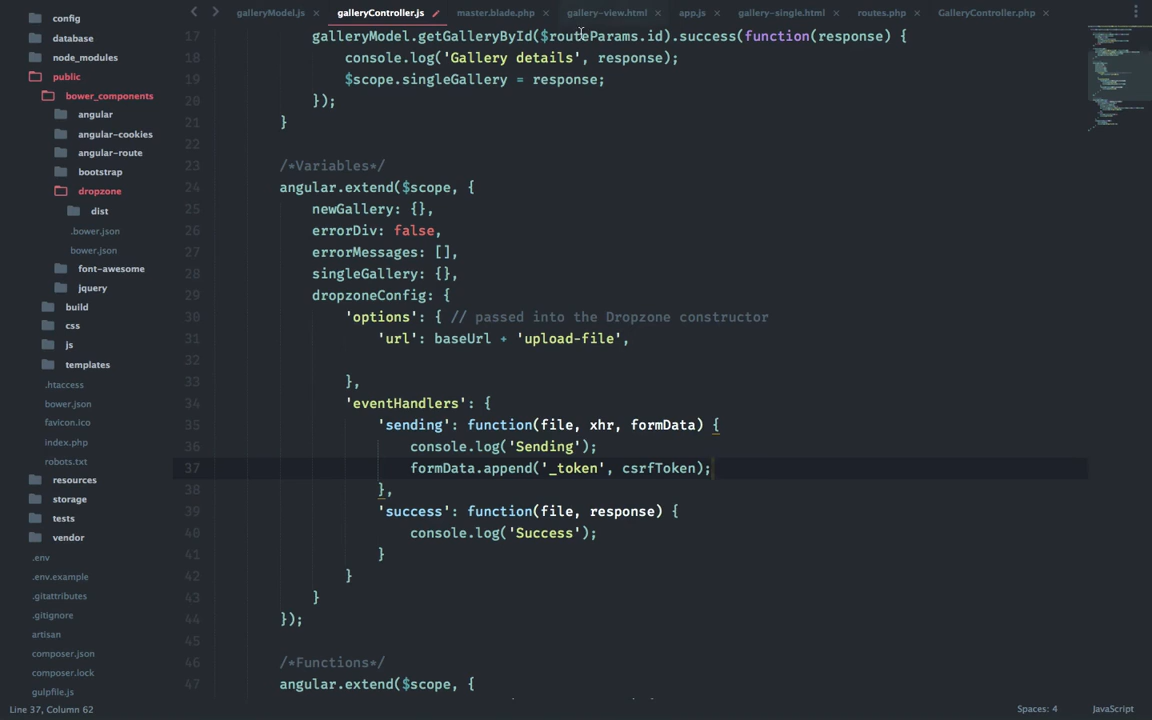 galleryModel.js × galleryController.js master.blade.php × gallery-view.html × app.js × gallery-single.html × routes.php × GalleryController.php ×
config
database
node_modules
public
bower_components
angular
angular-cookies
angular-route
bootstrap
dropzone
dist
.bower.json
bower.json
font-awesome
jquery
build
css
js
templates
.htaccess
bower.json
favicon.ico
index.php
robots.txt
resources
storage
tests
vendor
.env
.env.example
.gitattributes
.gitignore
artisan
composer.json
composer.lock
gulpfile.js
17 galleryModel.getGalleryById($routeParams.id).success(function(response) {
18 console.log('Gallery details', response);
19 $scope.singleGallery = response;
20 });
21 }
22
23 /*Variables*/
24 angular.extend($scope, {
25 newGallery: {},
26 errorDiv: false,
27 errorMessages: [],
28 singleGallery: {},
29 dropzoneConfig: {
30 'options': { // passed into the Dropzone constructor
31 'url': baseUrl + 'upload-file',
32
33 },
34 'eventHandlers': {
35 'sending': function(file, xhr, formData) {
36 console.log('Sending');
37 formData.append('_token', csrfToken);
38 },
39 'success': function(file, response) {
40 console.log('Success');
41 }
42 }
43 }
44 });
45
46 /*Functions*/
47 angular.extend($scope, {
Line 37, Column 62 Spaces: 4 JavaScript